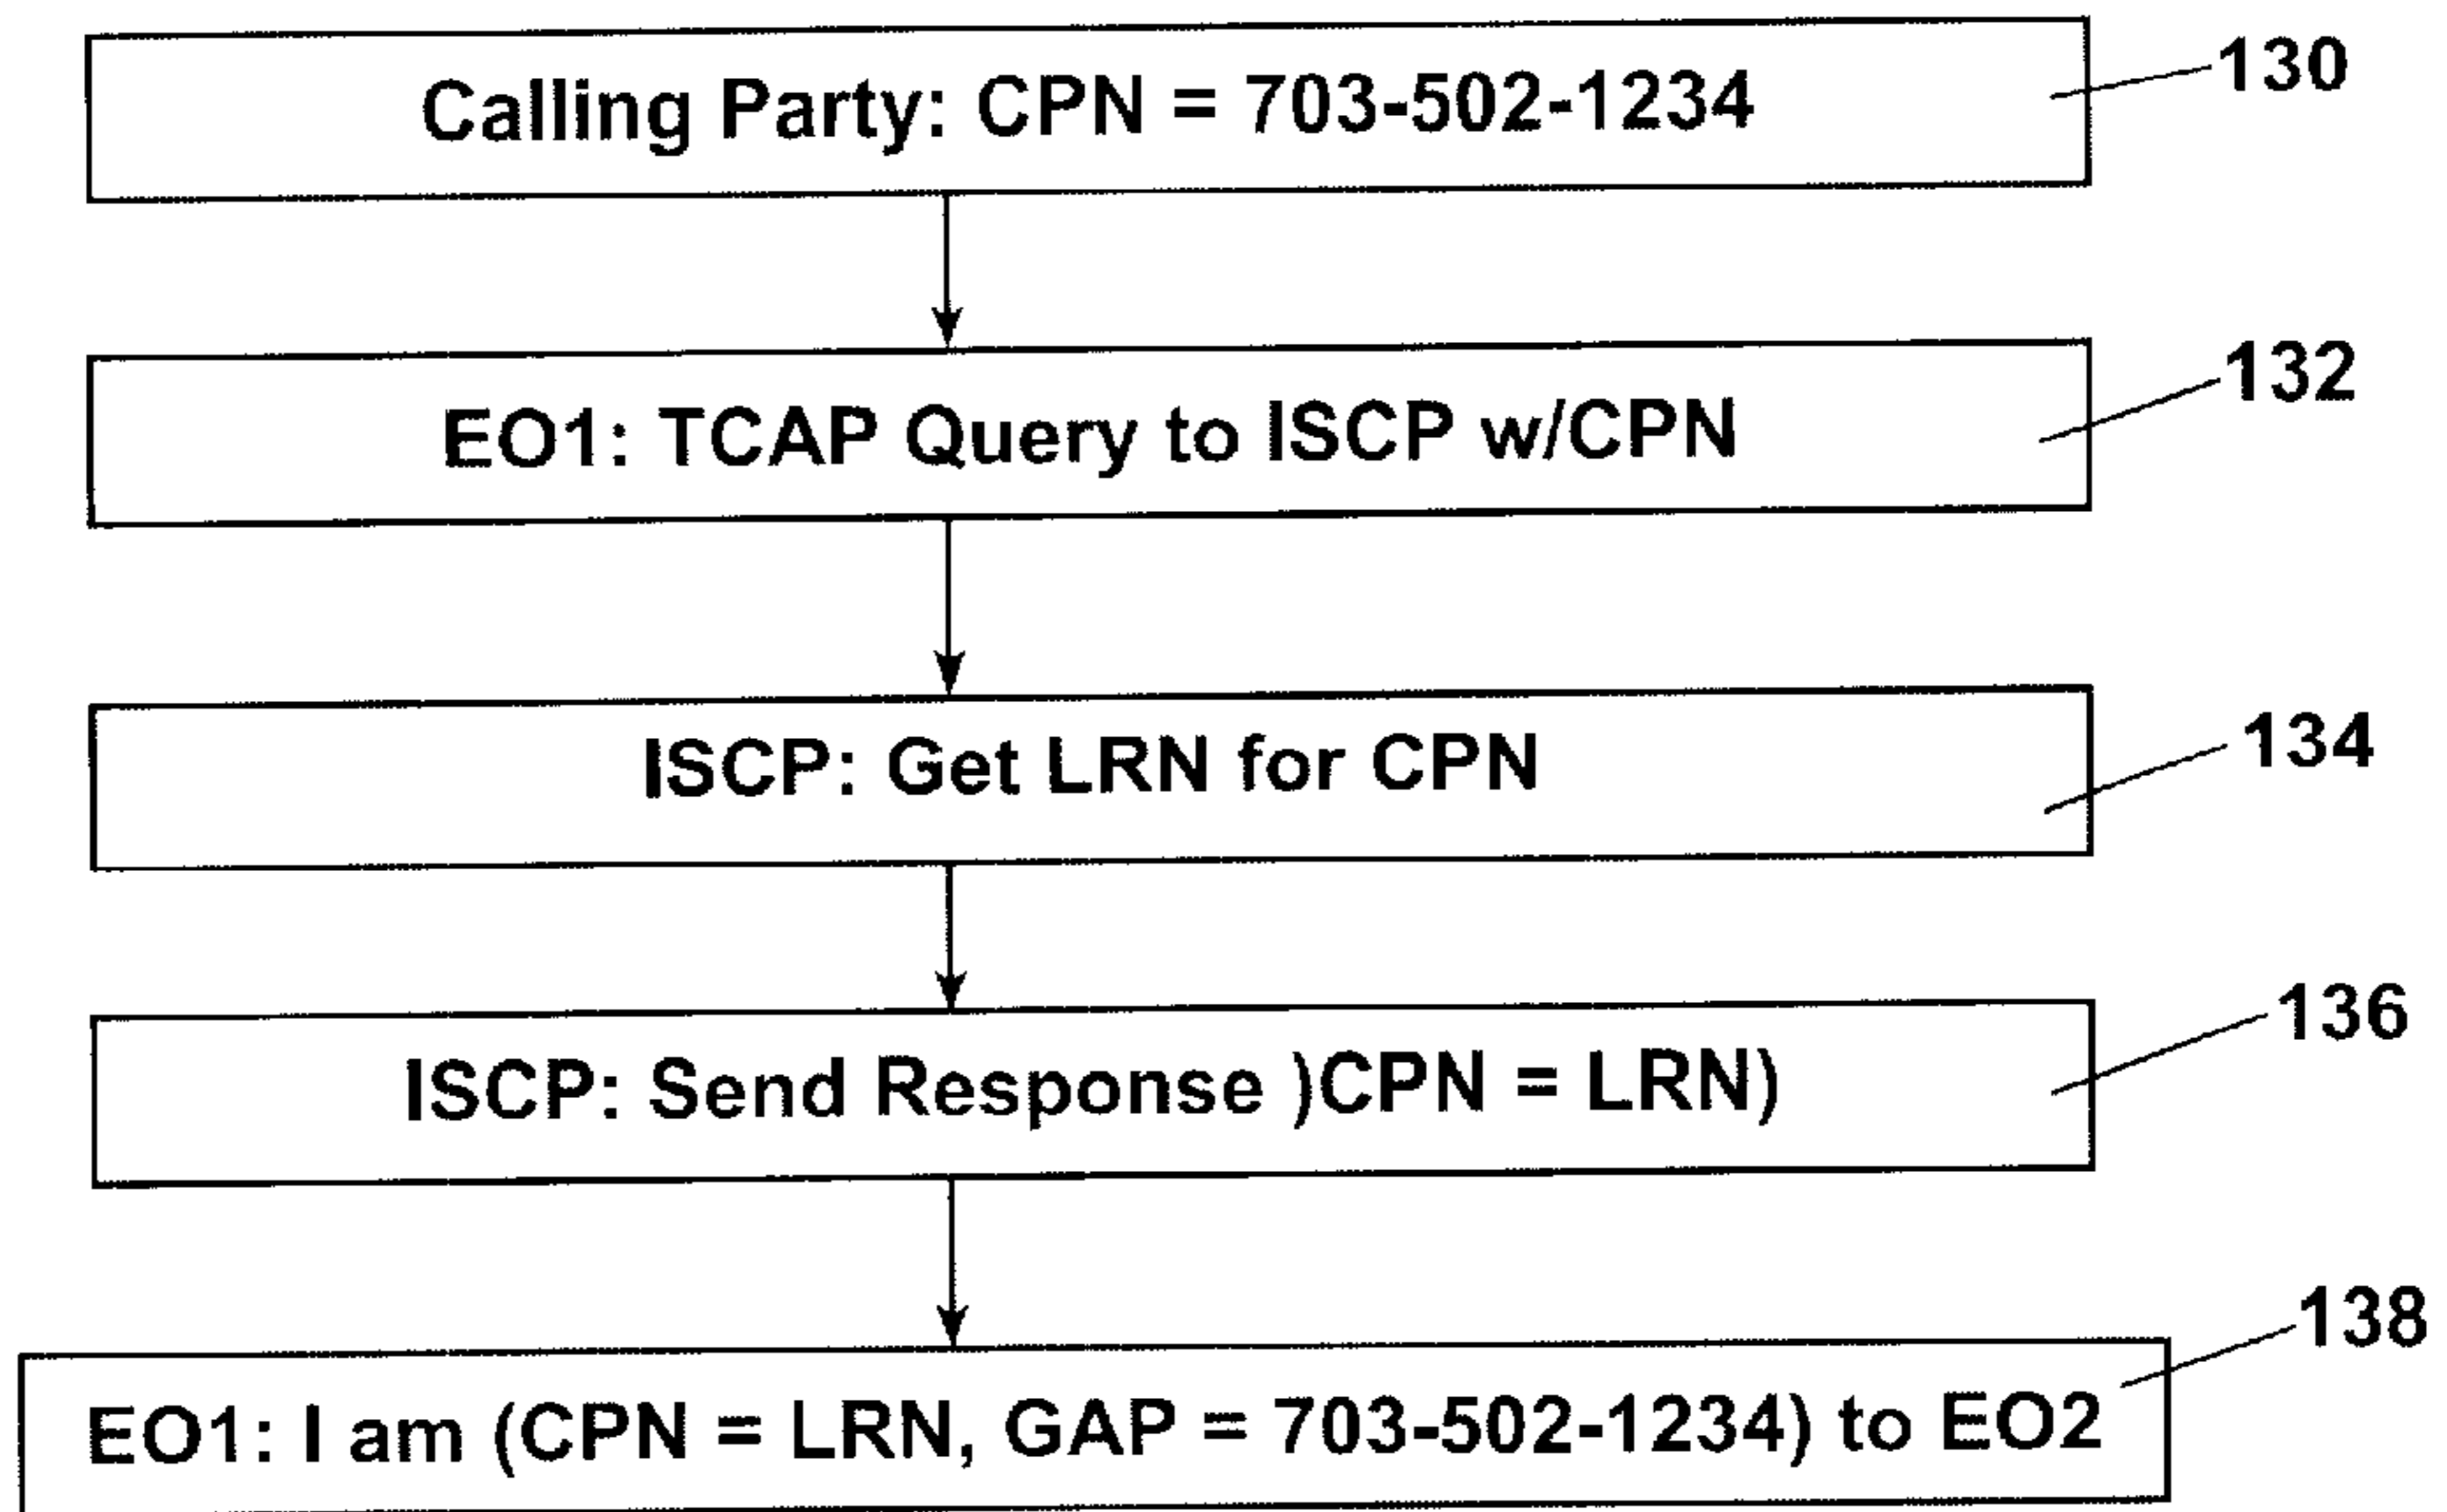 Calling Party: CPN = 703-502-1234
130
EO1: TCAP Query to ISCP w/CPN
132
ISCP: Get LRN for CPN
134
ISCP: Send Response )CPN = LRN)
136
EO1: I am (CPN = LRN, GAP = 703-502-1234) to EO2
138